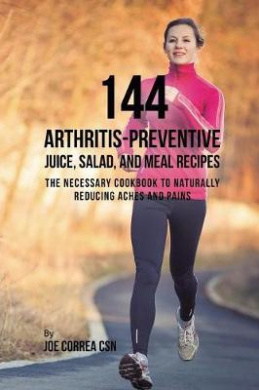 144
ARTHRITIS-PREVENTIVE
JUICE, SALAD, AND MEAL RECIPES
THE NECESSARY COOKBOOK TO NATURALLY
REDUCING ACHES AND PAINS
By
JOE CORREA CSN